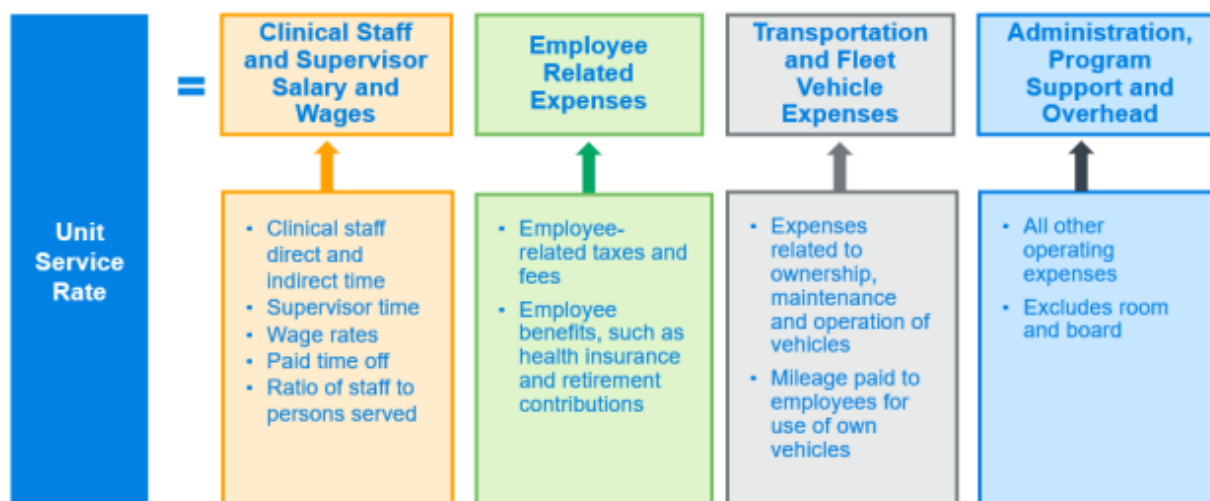 Unit
Service
Rate
=
Clinical Staff
and Supervisor
Salary and
Wages
Employee
Related
Expenses
Transportation
and Fleet
Vehicle
Expenses
Administration,
Program
Support and
Overhead
• Clinical staff
direct and
indirect time
• Supervisor time
• Wage rates
• Paid time off
• Ratio of staff to
persons served
• Employee-
related taxes and
fees
• Employee
benefits, such as
health insurance
and retirement
contributions
• Expenses
related to
ownership,
maintenance
and operation of
vehicles
• Mileage paid to
employees for
use of own
vehicles
• All other
operating
expenses
• Excludes room
and board